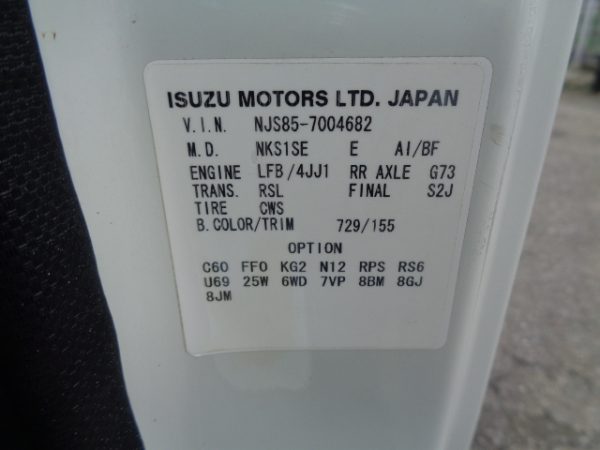 ISUZU MOTORS LTD. JAPAN
V.I.N. NJS85-7004682
M.D. NKS1SE E AI/BF
ENGINE LFB/4JJ1 RR AXLE G73
TRANS. RSL FINAL S2J
TIRE CWS
B.COLOR/TRIM 729/155
OPTION
C60 FF0 KG2 N12 RPS RS6
U69 25W 6WD 7VP 8BM 8GJ
8JM